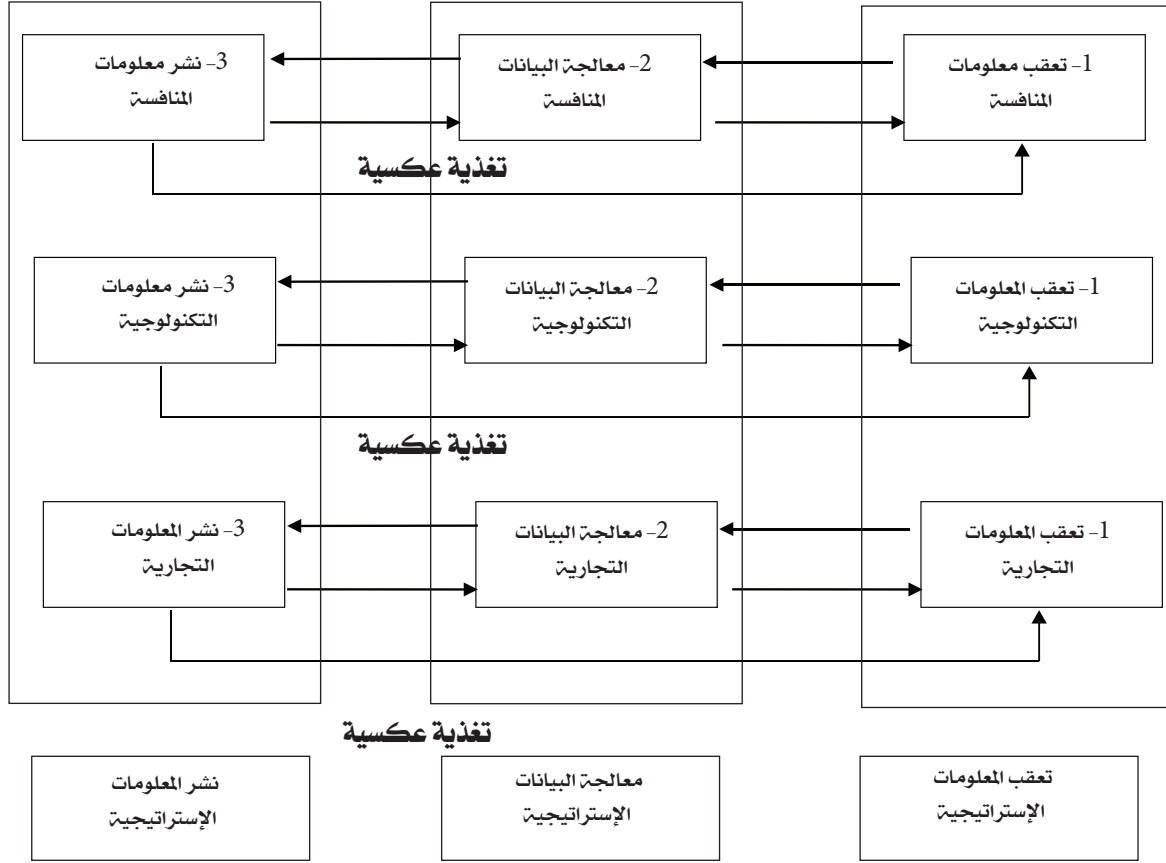 1- تعقب معلومات
المنافسة
2- معالجة البيانات
المنافسة
3- نشر معلومات
المنافسة
تغذية عكسية
1- تعقب المعلومات
التكنولوجية
2- معالجة البيانات
التكنولوجية
3- نشر معلومات
التكنولوجية
تغذية عكسية
1- تعقب المعلومات
التجارية
2- معالجة البيانات
التجارية
3- نشر المعلومات
التجارية
تغذية عكسية
تعقب المعلومات
الإستراتيجية
معالجة البيانات
الإستراتيجية
نشر المعلومات
الإستراتيجية